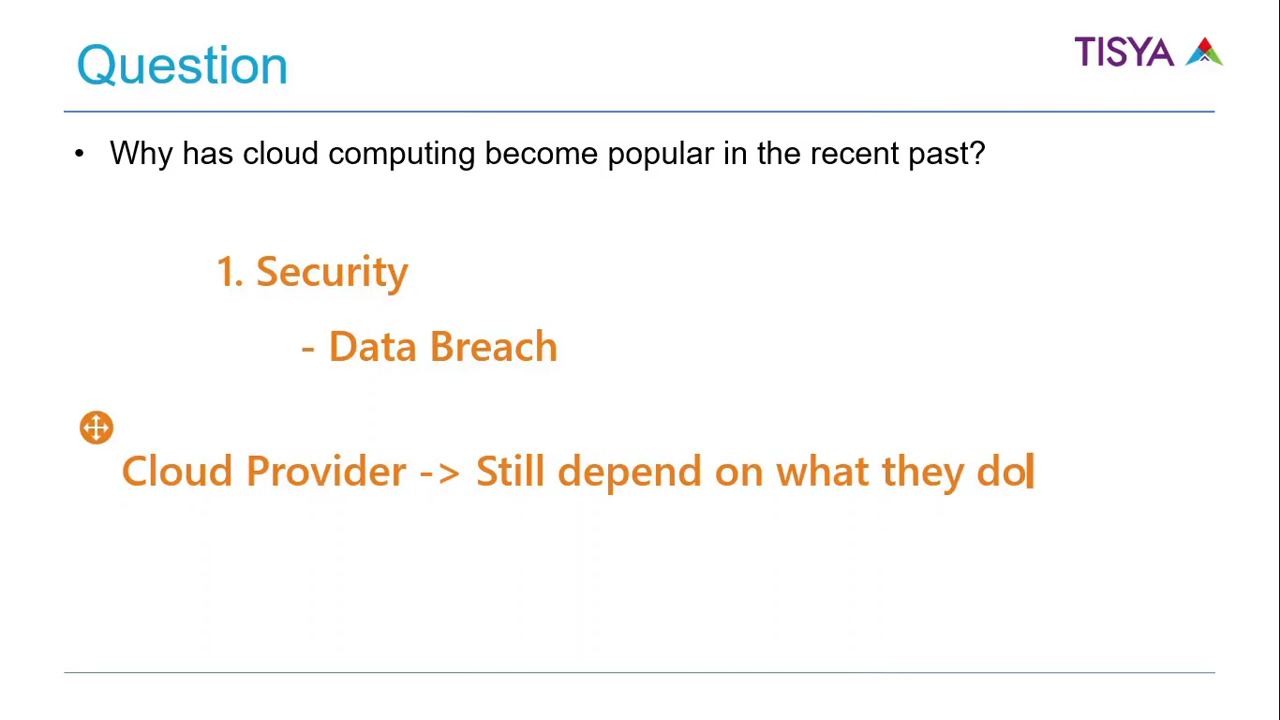 Question
TISYA
• Why has cloud computing become popular in the recent past?
1. Security
- Data Breach
Cloud Provider -> Still depend on what they do